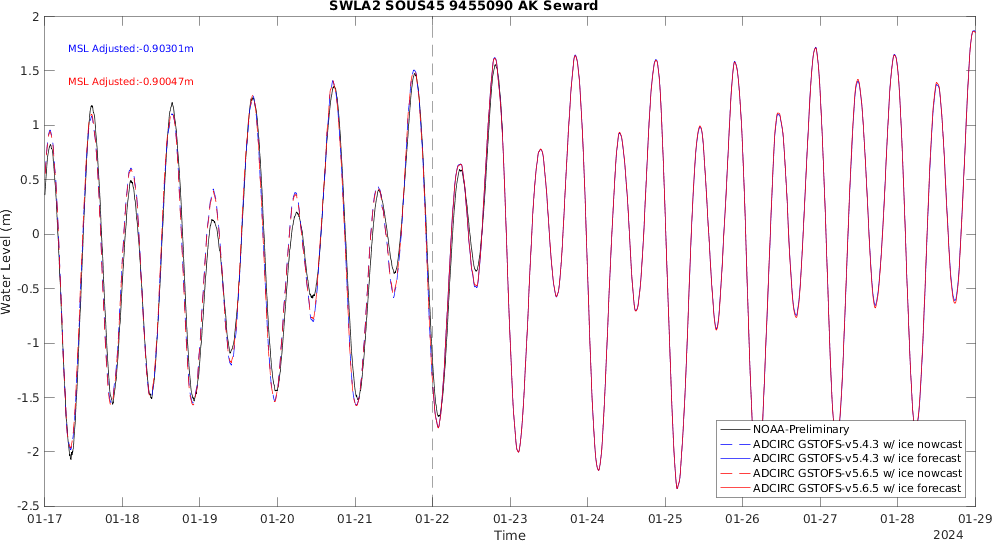 SWLA2 SOUS45 9455090 AK Seward
MSL Adjusted:-0.90301m
MSL Adjusted:-0.90047m
Water Level (m)
2
1.5
1
0.5
0
-0.5
-1
-1.5
-2
-2.5
NOAA-Preliminary
ADCIRC GSTOFS-v5.4.3 w/ ice nowcast
ADCIRC GSTOFS-v5.4.3 w/ ice forecast
ADCIRC GSTOFS-v5.6.5 w/ ice nowcast
ADCIRC GSTOFS-v5.6.5 w/ ice forecast
01-17 01-18 01-19 01-20 01-21 01-22 01-23 01-24 01-25 01-26 01-27 01-28 01-29
Time
2024